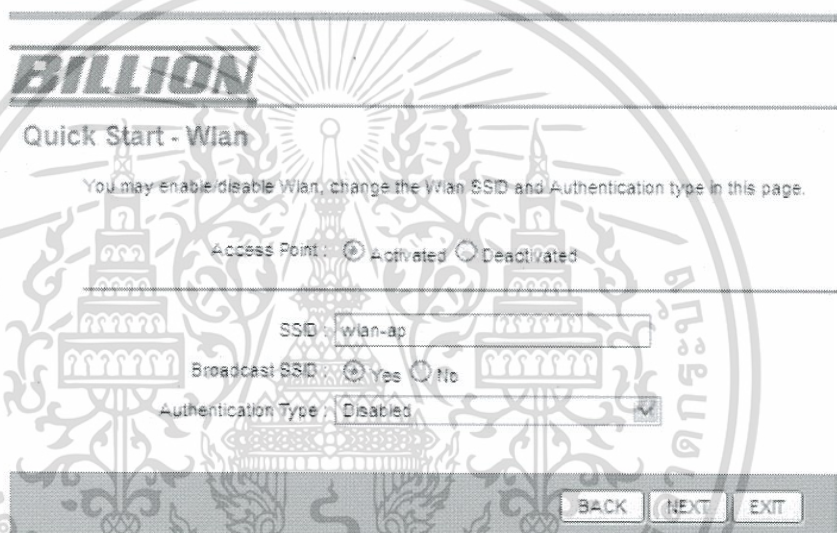 BILLION
Quick Start - Wlan
You may enable/disable Wlan, change the Wlan SSID and Authentication type in this page.
Access Point : Activated Deactivated
SSID : wlan-ap
Broadcast SSID : Yes No
Authentication Type : Disabled
BACK NEXT EXIT